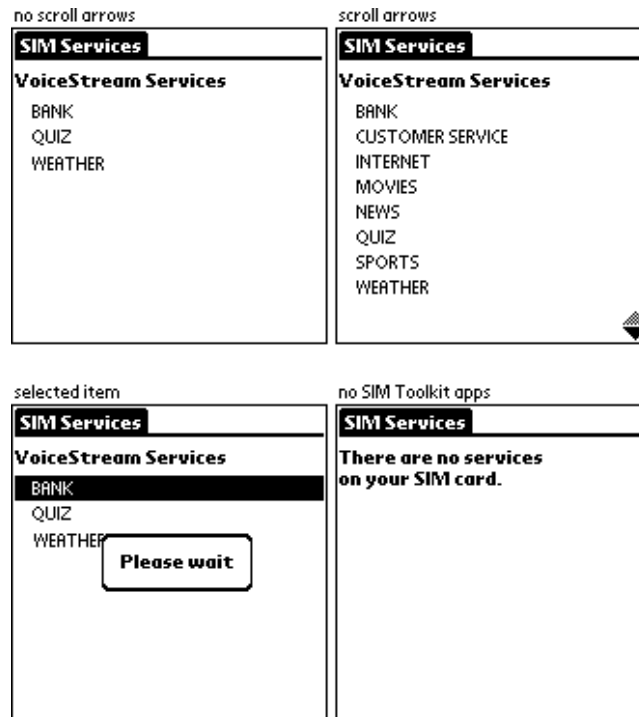 no scroll arrows
SIM Services
VoiceStream Services
BANK
QUIZ
WEATHER
scroll arrows
SIM Services
VoiceStream Services
BANK
CUSTOMER SERVICE
INTERNET
MOVIES
NEWS
QUIZ
SPORTS
WEATHER
selected item
SIM Services
VoiceStream Services
BANK
QUIZ
WEATHER
Please wait
no SIM Toolkit apps
SIM Services
There are no services
on your SIM card.